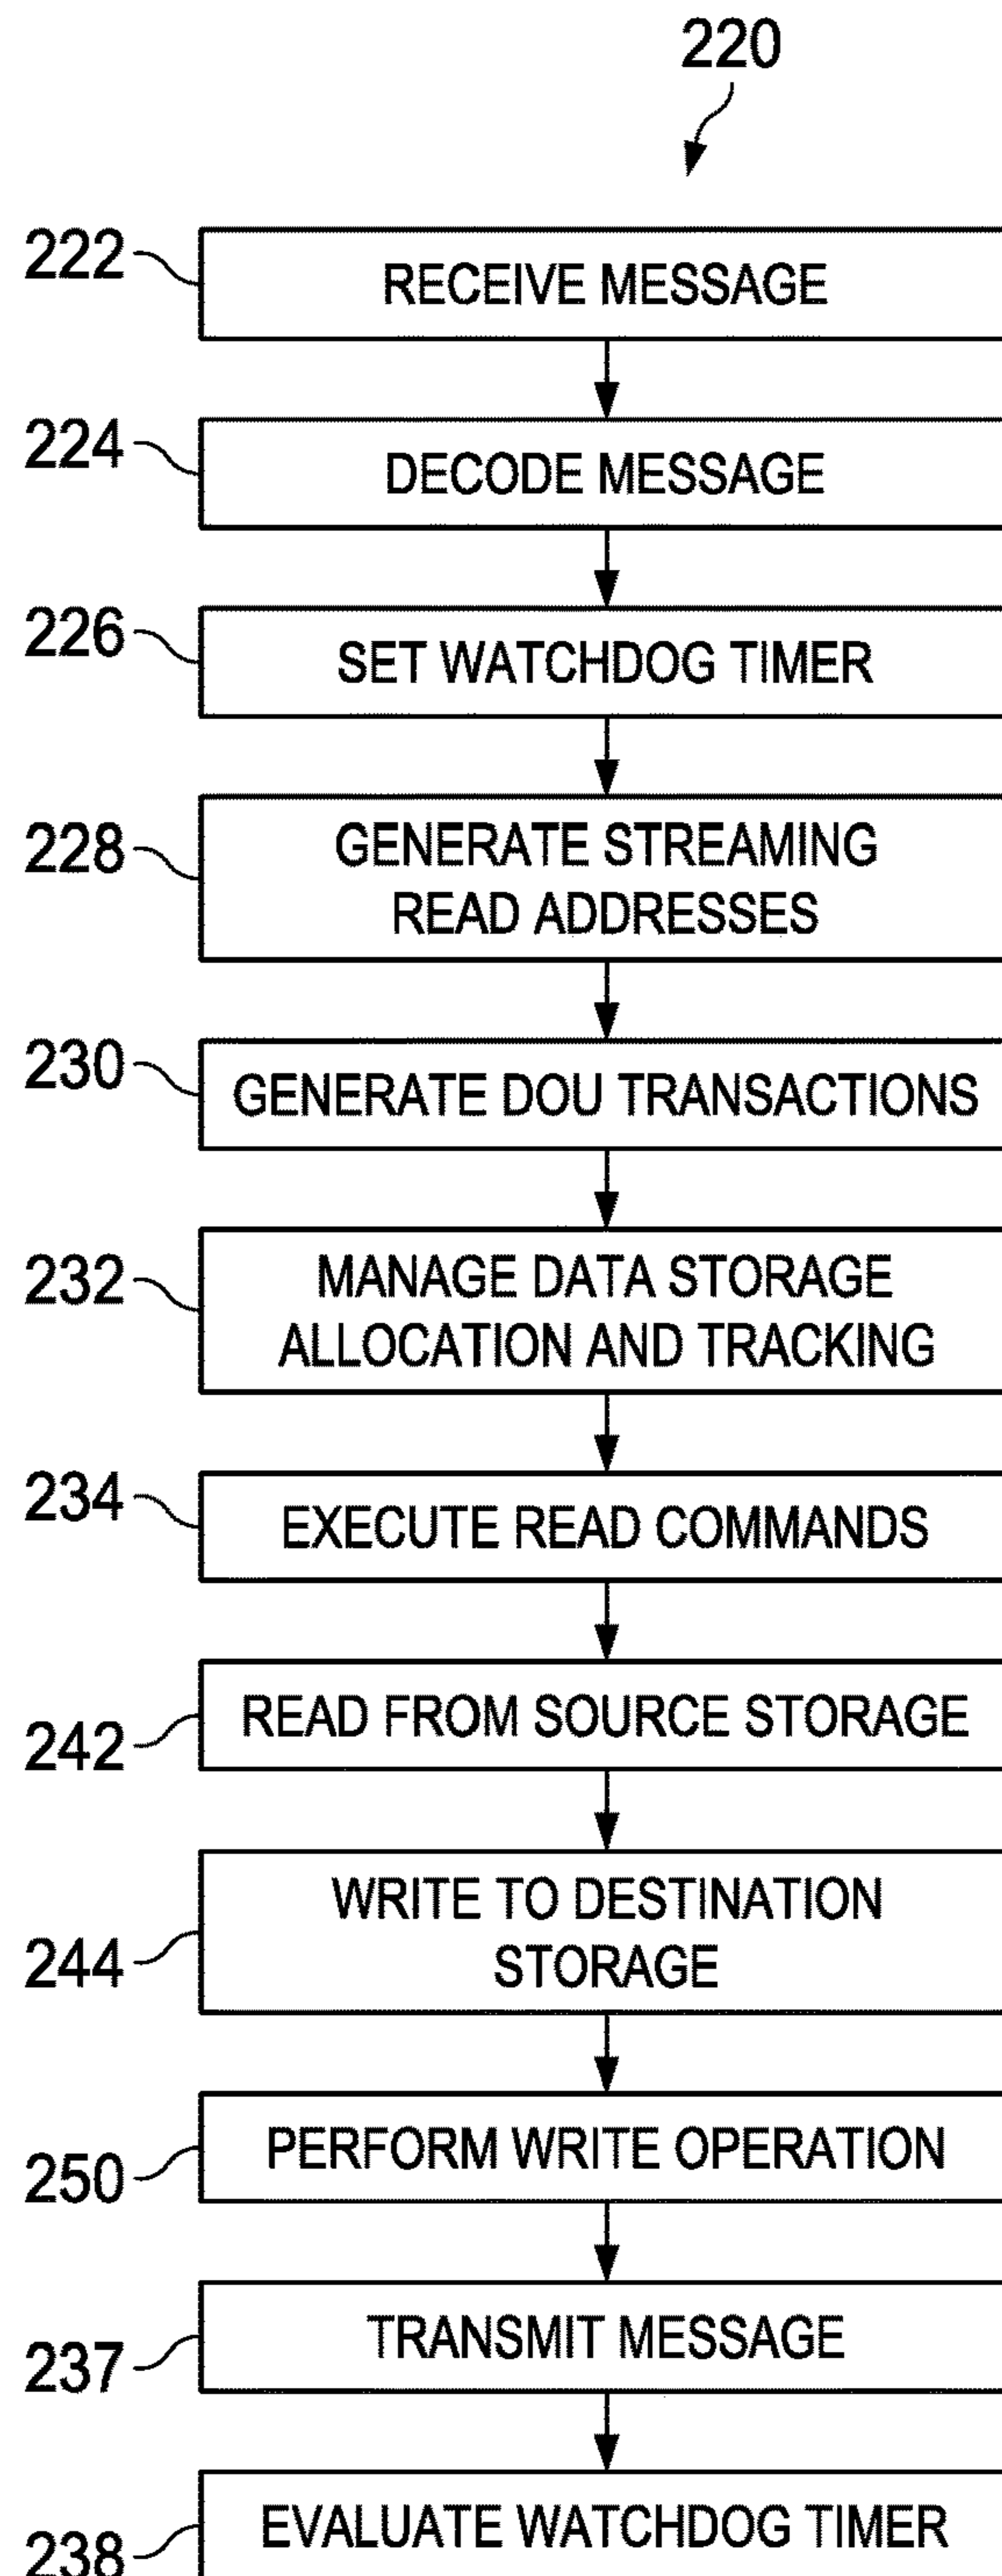 220
222
RECEIVE MESSAGE
224
DECODE MESSAGE
226
SET WATCHDOG TIMER
228
GENERATE STREAMING
READ ADDRESSES
230
GENERATE DOU TRANSACTIONS
232
MANAGE DATA STORAGE
ALLOCATION AND TRACKING
234
EXECUTE READ COMMANDS
242
READ FROM SOURCE STORAGE
244
WRITE TO DESTINATION
STORAGE
250
PERFORM WRITE OPERATION
237
TRANSMIT MESSAGE
238
EVALUATE WATCHDOG TIMER